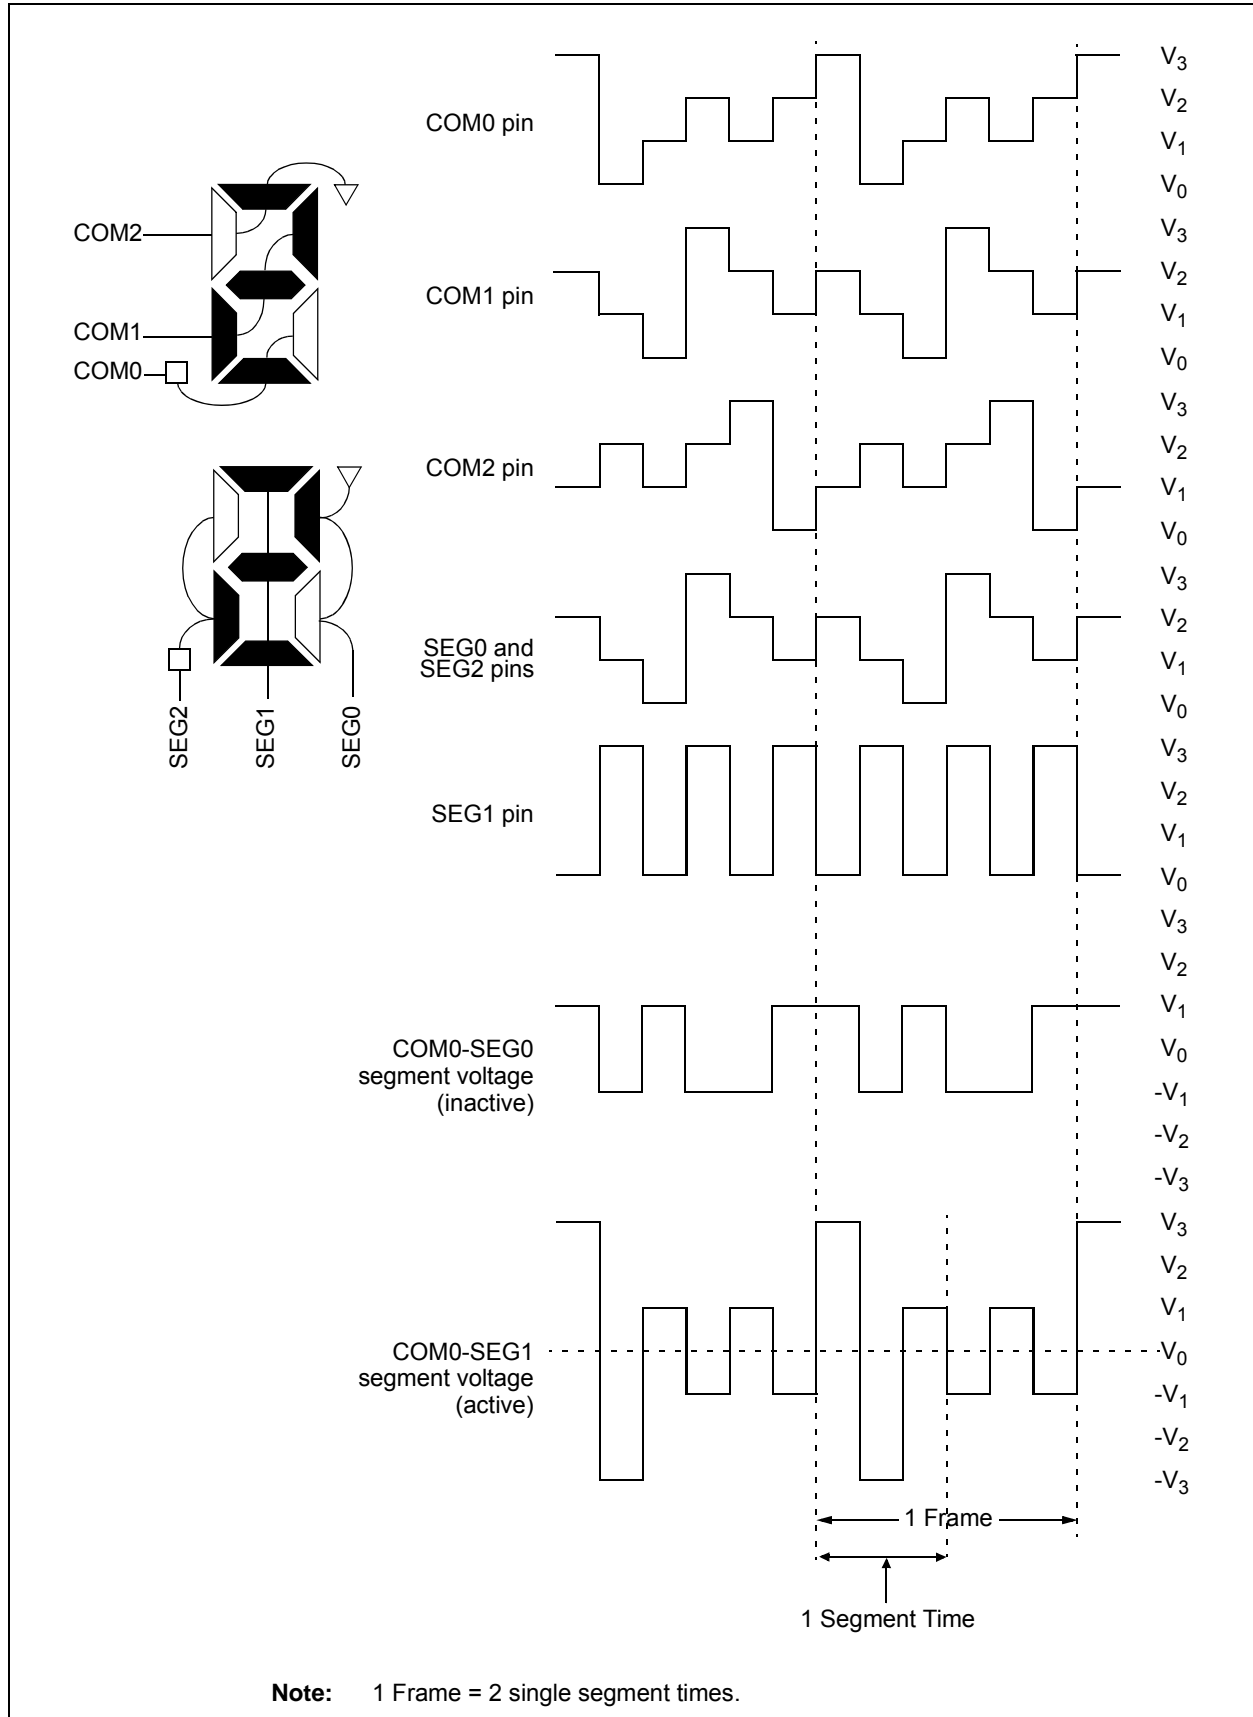 COM0 pin
V3
V2
V1
V0
COM2
COM1
COM0
COM1 pin
V3
V2
V1
V0
COM2 pin
V3
V2
V1
V0
SEG2
SEG1
SEG0
SEG0 and
SEG2 pins
V3
V2
V1
V0
SEG1 pin
V3
V2
V1
V0
COM0-SEG0
segment voltage
(inactive)
V3
V2
V1
V0
-V1
-V2
-V3
COM0-SEG1
segment voltage
(active)
V3
V2
V1
V0
-V1
-V2
-V3
1 Frame
1 Segment Time
Note: 1 Frame = 2 single segment times.